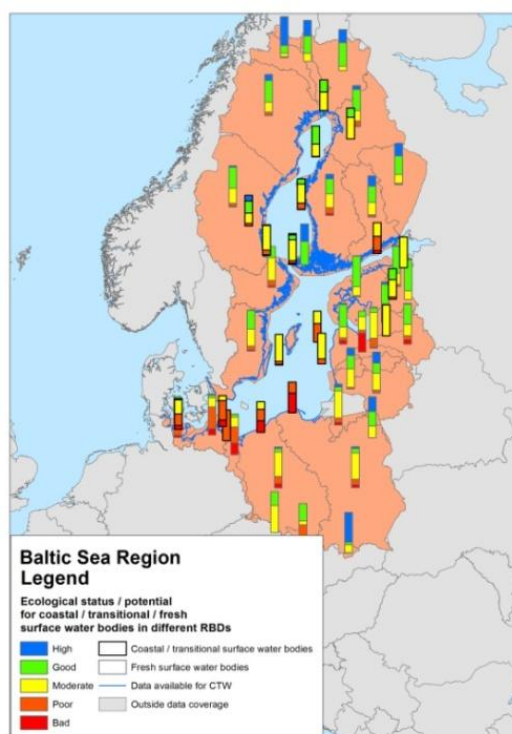 Baltic Sea Region
Legend
Ecological status / potential
for coastal / transitional / fresh
surface water bodies in different RBDs
High
Good
Moderate
Poor
Bad
Coastal / transitional surface water bodies
Fresh surface water bodies
Data available for CTW
Outside data coverage